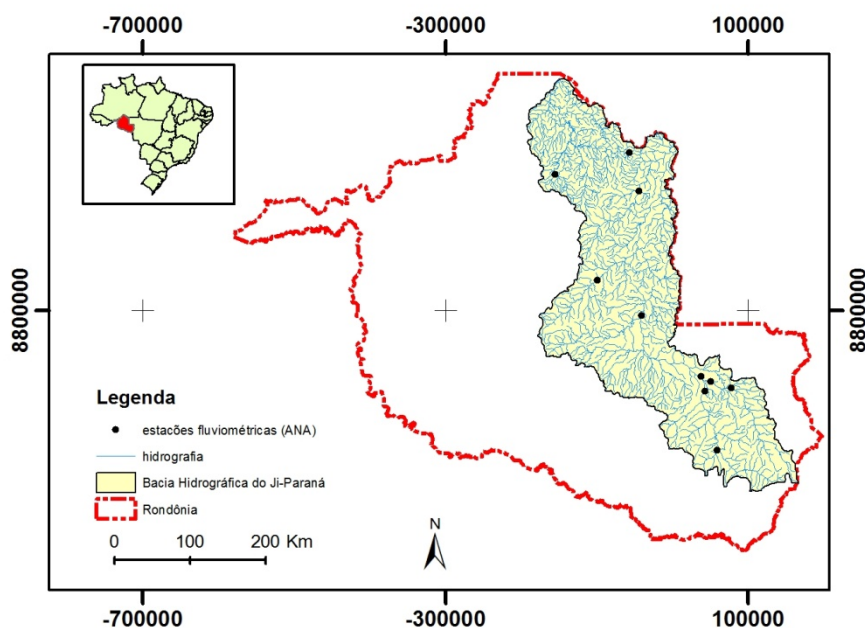 -700000 -300000 100000
8800000 8800000
Legenda
estacões fluviométricas (ANA)
hidrografia
Bacia Hidrográfica do Ji-Paraná
Rondônia
0 100 200 Km
N
-700000 -300000 100000